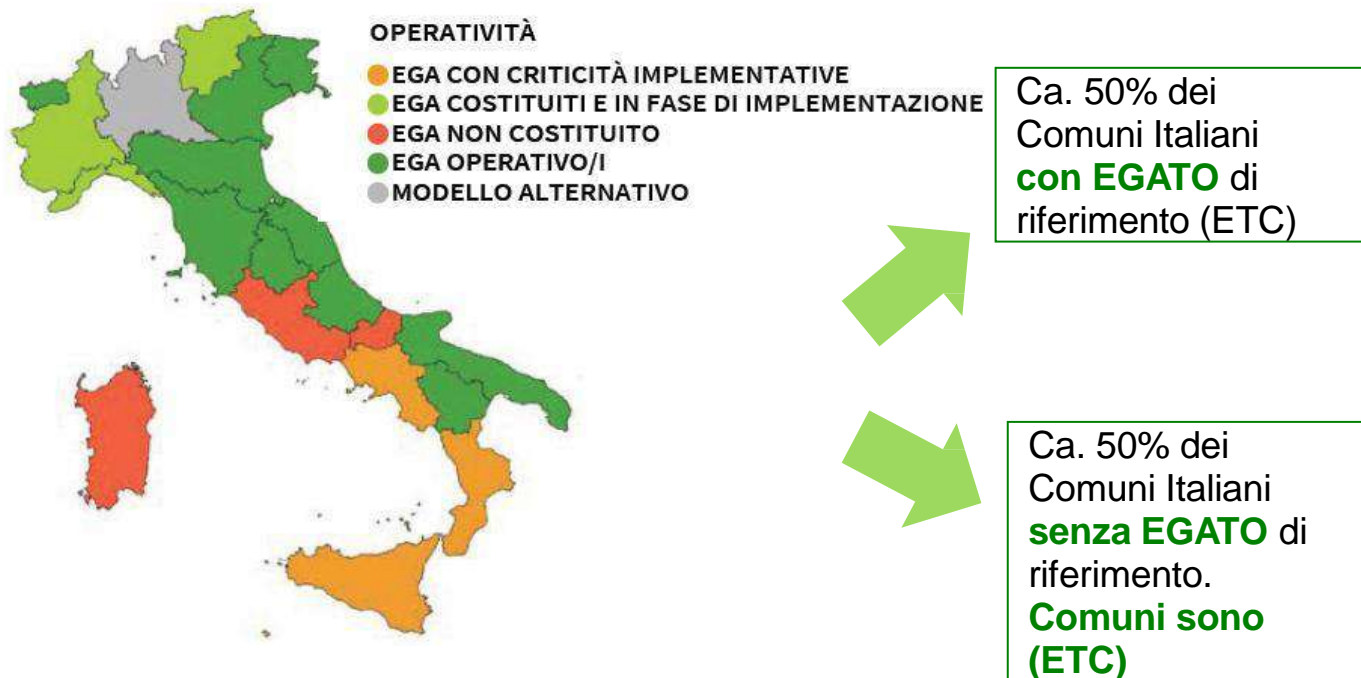 OPERATIVITÀ
EGA CON CRITICITÀ IMPLEMENTATIVE
EGA COSTITUITI E IN FASE DI IMPLEMENTAZIONE
EGA NON COSTITUITO
EGA OPERATIVO/I
MODELLO ALTERNATIVO
Ca. 50% dei
Comuni Italiani
con EGATO di
riferimento (ETC)
Ca. 50% dei
Comuni Italiani
senza EGATO di
riferimento.
Comuni sono
(ETC)